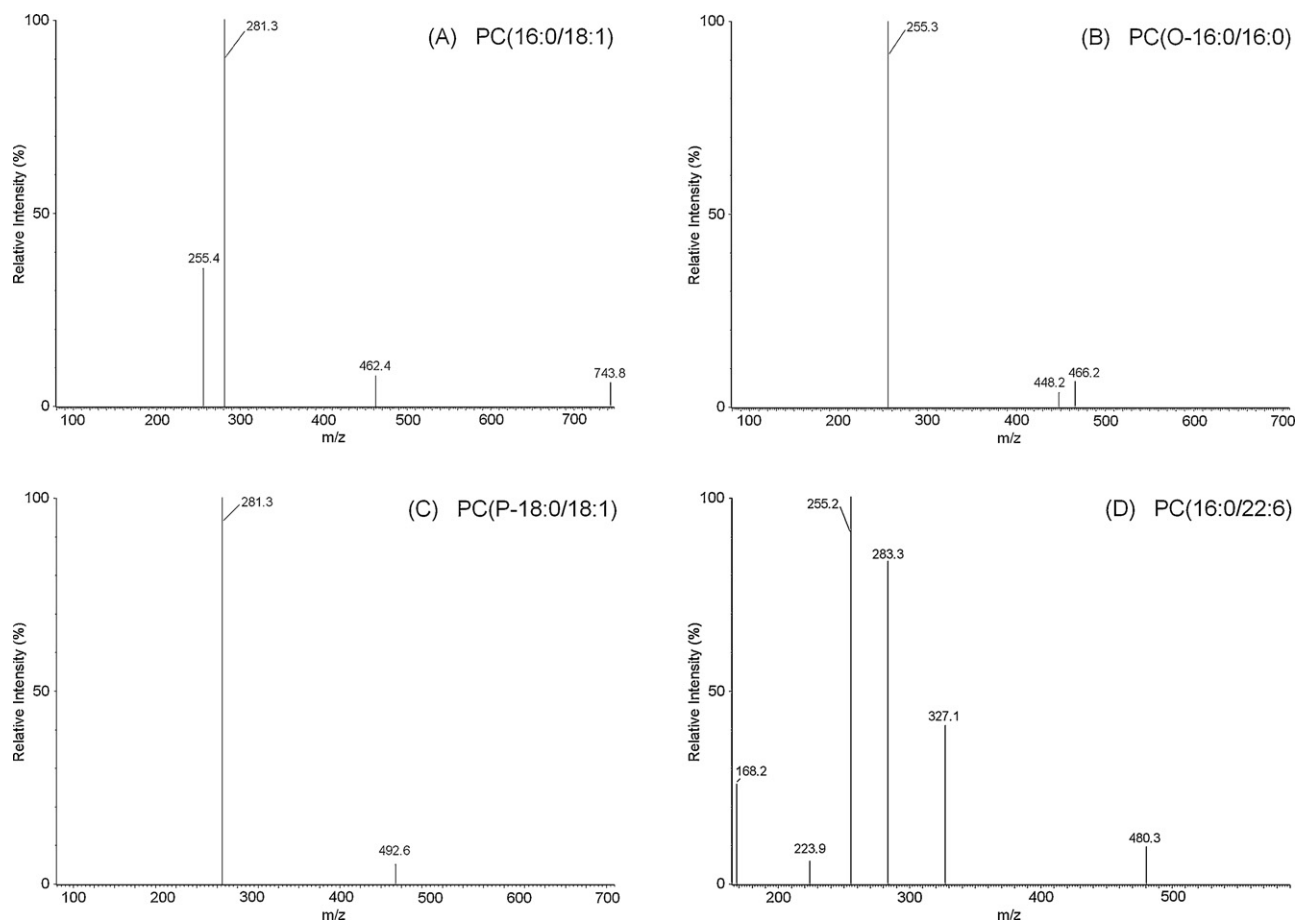 (A) PC(16:0/18:1)
Relative Intensity (%)
100
50
0
281.3
255.4
462.4
743.8
100 200 300 400 500 600 700
m/z
(B) PC(O-16:0/16:0)
Relative Intensity (%)
100
50
0
255.3
448.2
466.2
100 200 300 400 500 600 700
m/z
(C) PC(P-18:0/18:1)
Relative Intensity (%)
100
50
0
281.3
492.6
100 200 300 400 500 600 700
m/z
(D) PC(16:0/22:6)
Relative Intensity (%)
100
50
0
255.2
283.3
327.1
168.2
223.9
480.3
200 300 400 500
m/z